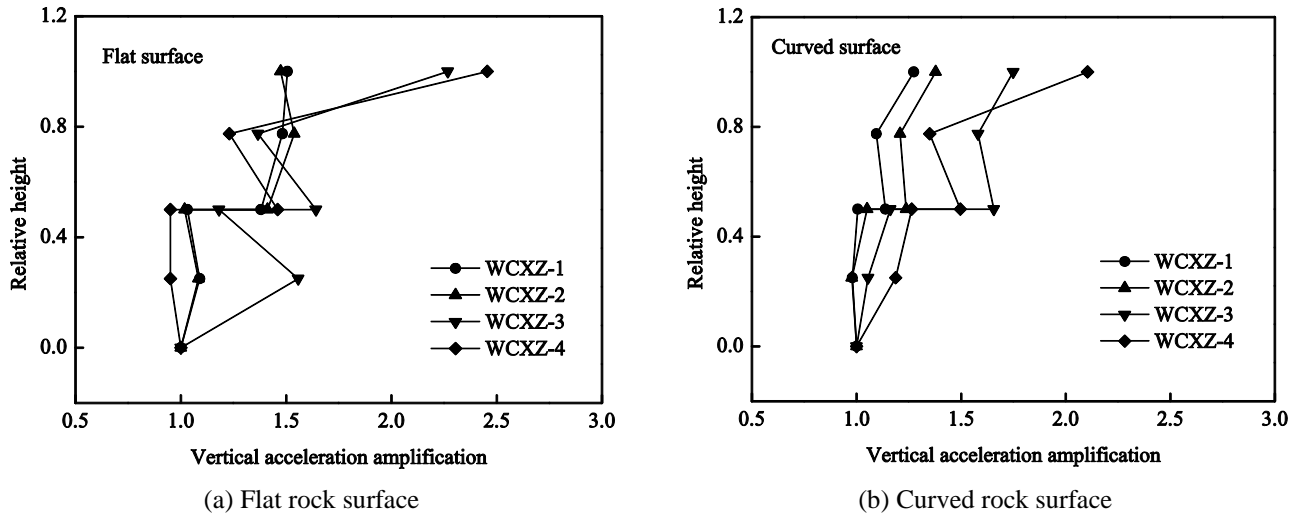 1.2
Flat surface
0.8
Relative height
0.4
WCXZ-1
WCXZ-2
WCXZ-3
WCXZ-4
0.0
0.5 1.0 1.5 2.0 2.5 3.0
Vertical acceleration amplification
(a) Flat rock surface
1.2
Curved surface
0.8
Relative height
0.4
WCXZ-1
WCXZ-2
WCXZ-3
WCXZ-4
0.0
0.5 1.0 1.5 2.0 2.5 3.0
Vertical acceleration amplification
(b) Curved rock surface